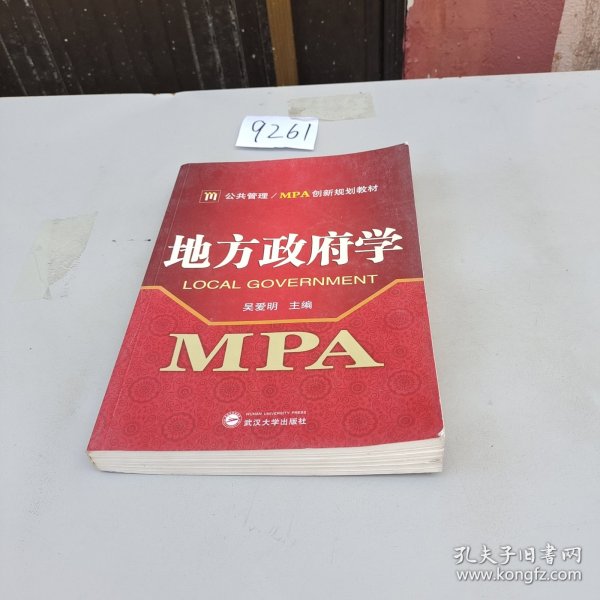 9261
公共管理/MPA创新规划教材
地方政府学
LOCAL GOVERNMENT
吴爱明 主编
MPA
WUHAN UNIVERSITY PRESS
武汉大学出版社
孔夫子旧书网
www.kongfz.com